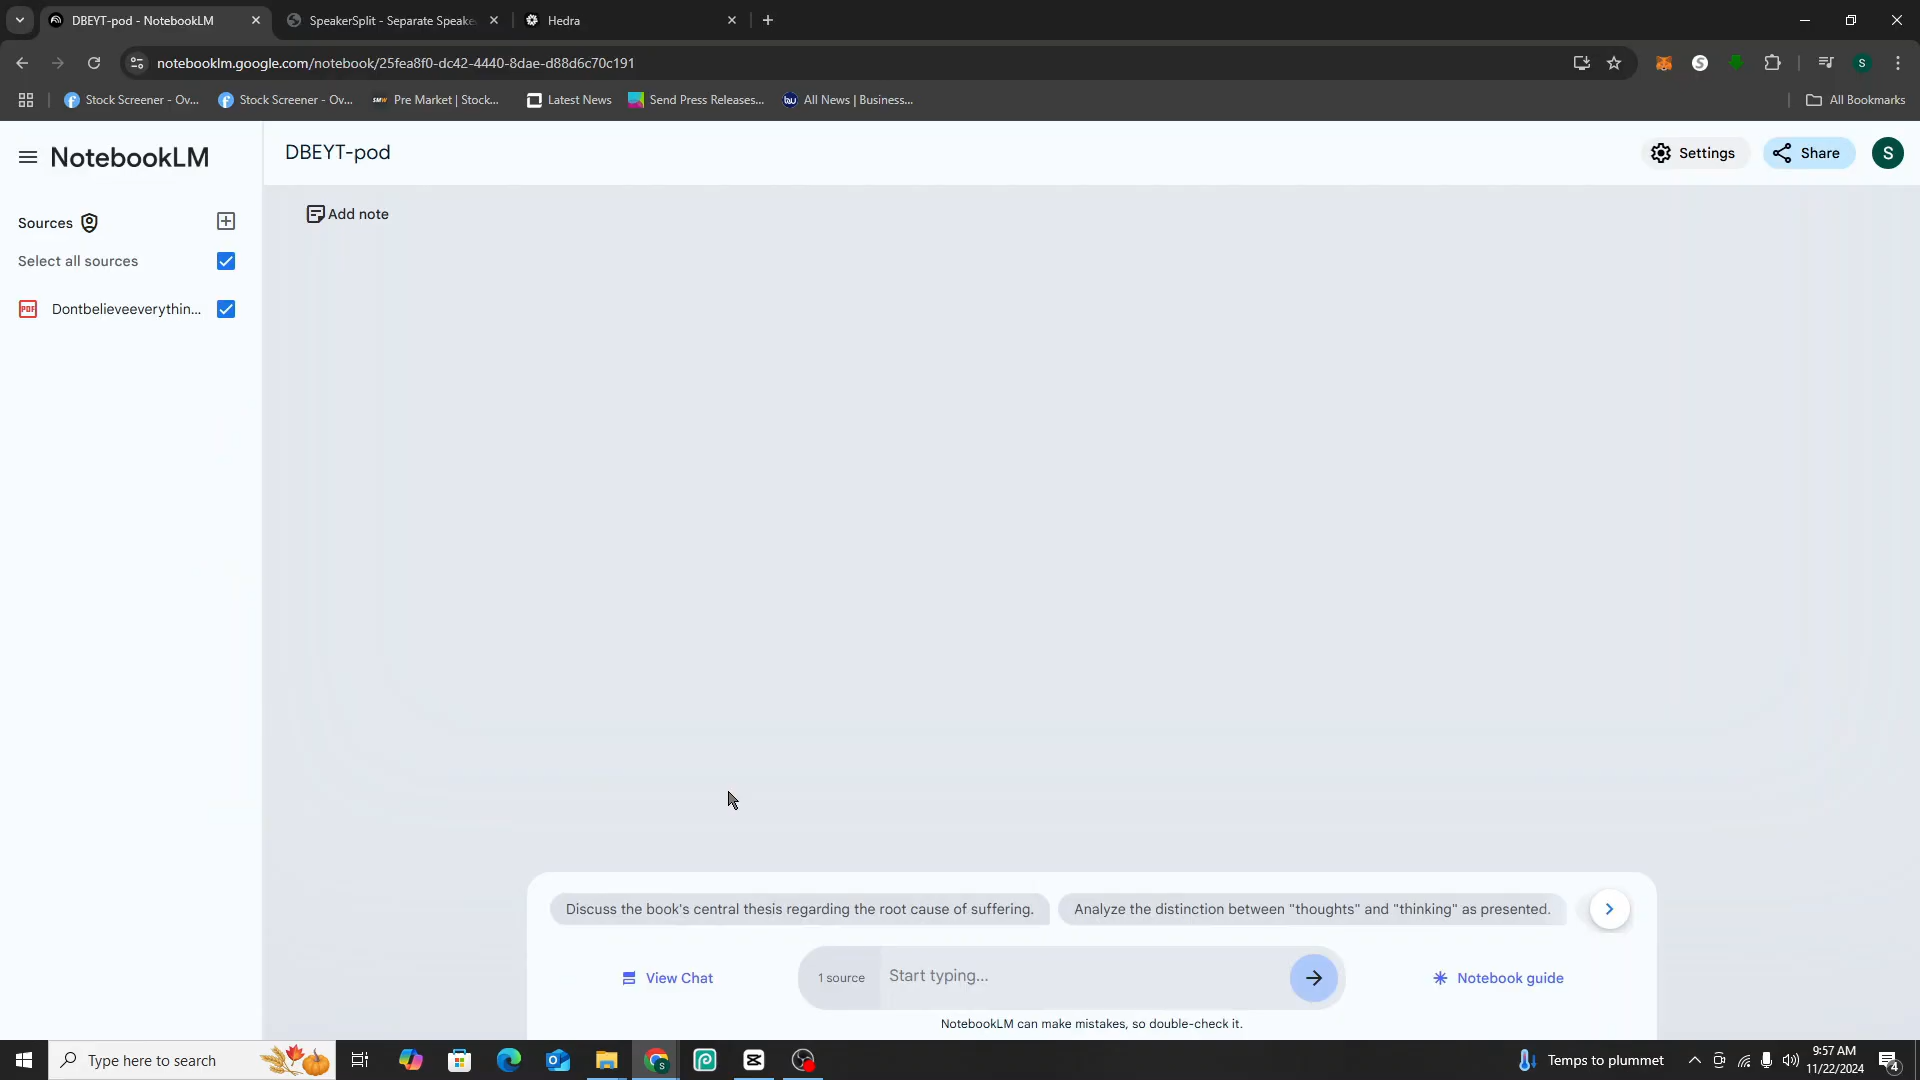 DBEYT-pod - NotebookLM
SpeakerSplit - Separate Speake
Hedra
notebooklm.google.com/notebook/25fea8f0-dc42-4440-8dae-d88d6c70c191
S
Stock Screener - Ov...
Stock Screener - Ov...
SMW
Pre Market | Stock...
Latest News
Send Press Releases...
All News | Business...
All Bookmarks
NotebookLM
DBEYT-pod
Settings
Share
S
Sources
Add note
Select all sources
PDF
Dontbelieveeverythin...
Discuss the book's central thesis regarding the root cause of suffering.
Analyze the distinction between "thoughts" and "thinking" as presented.
View Chat
1 source
Start typing...
Notebook guide
NotebookLM can make mistakes, so double-check it.
Type here to search
Temps to plummet
9:57 AM
11/22/2024
4